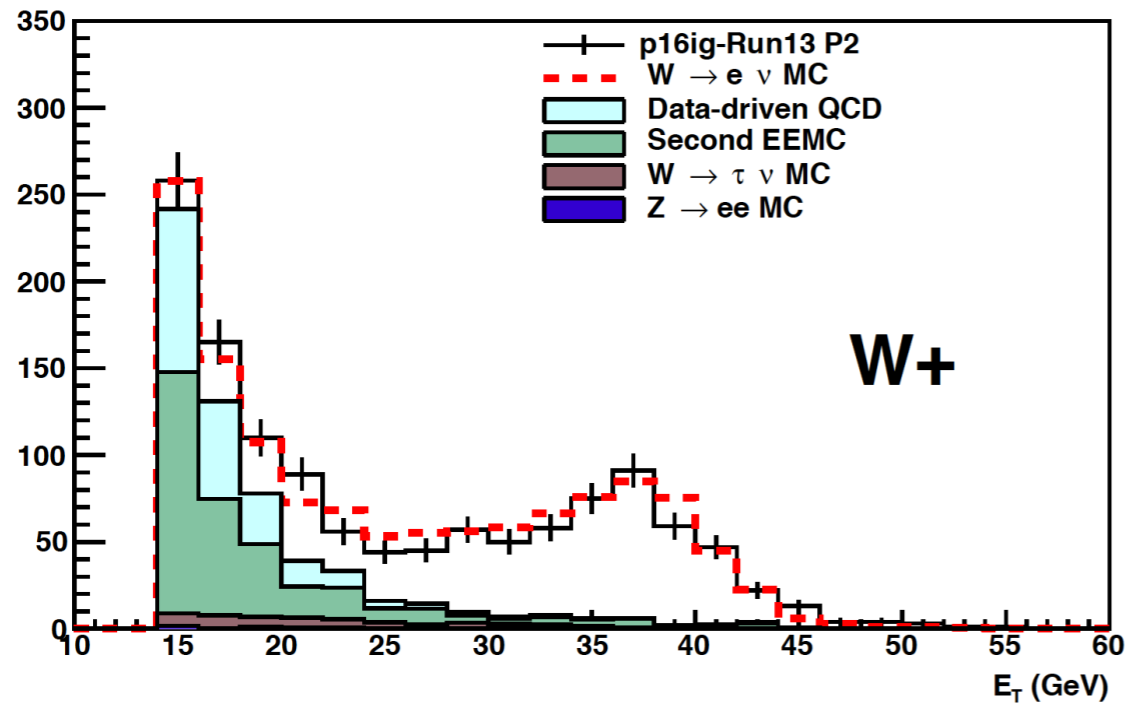 350
300
250
200
150
100
50
0
p16ig-Run13 P2
W → e ν MC
Data-driven QCD
Second EEMC
W → τ ν MC
Z → ee MC
W+
10 15 20 25 30 35 40 45 50 55 60
E_T (GeV)